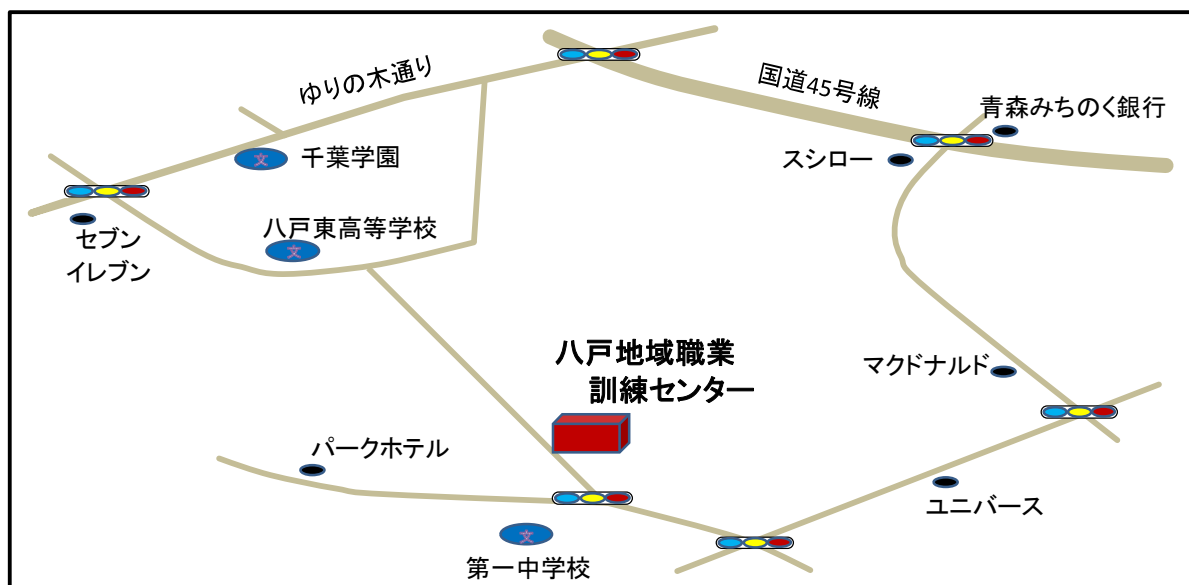 ゆりの木通り
国道45号線
青森みちのく銀行
スシロー
文
千葉学園
八戸東高等学校
文
セブン
イレブン
八戸地域職業
訓練センター
マクドナルド
パークホテル
ユニバース
文
第一中学校